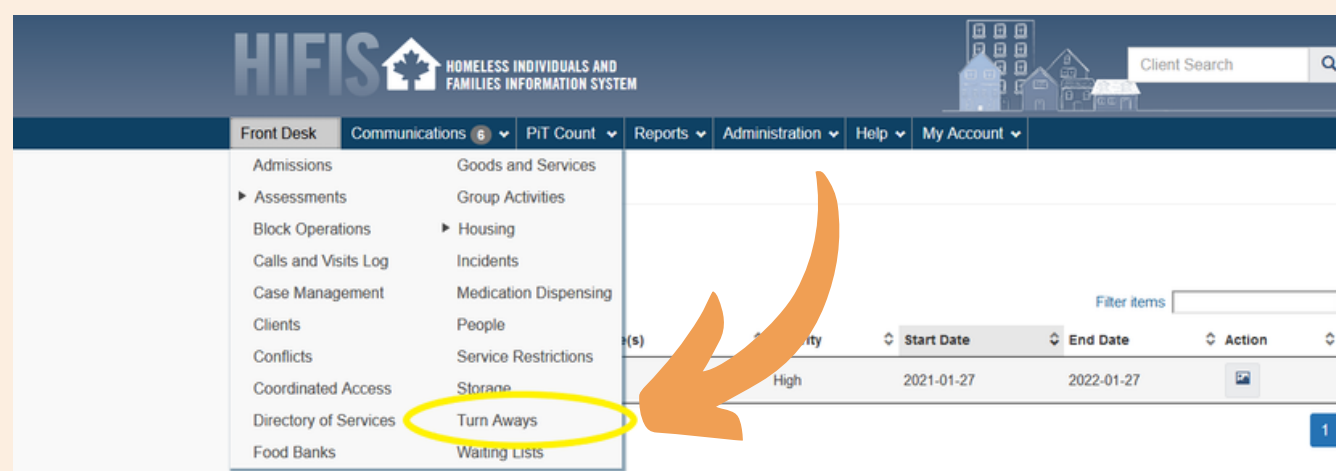 HIFIS
HOMELESS INDIVIDUALS AND
FAMILIES INFORMATION SYSTEM
Client Search
Front Desk Communications 6 PiT Count Reports Administration Help My Account
Admissions Goods and Services
Assessments Group Activities
Block Operations Housing
Calls and Visits Log Incidents
Case Management Medication Dispensing
Filter items
Clients People
Conflicts Service Restrictions
Start Date End Date Action
Coordinated Access Storage
High 2021-01-27 2022-01-27
Directory of Services Turn Aways
1
Food Banks Waiting Lists